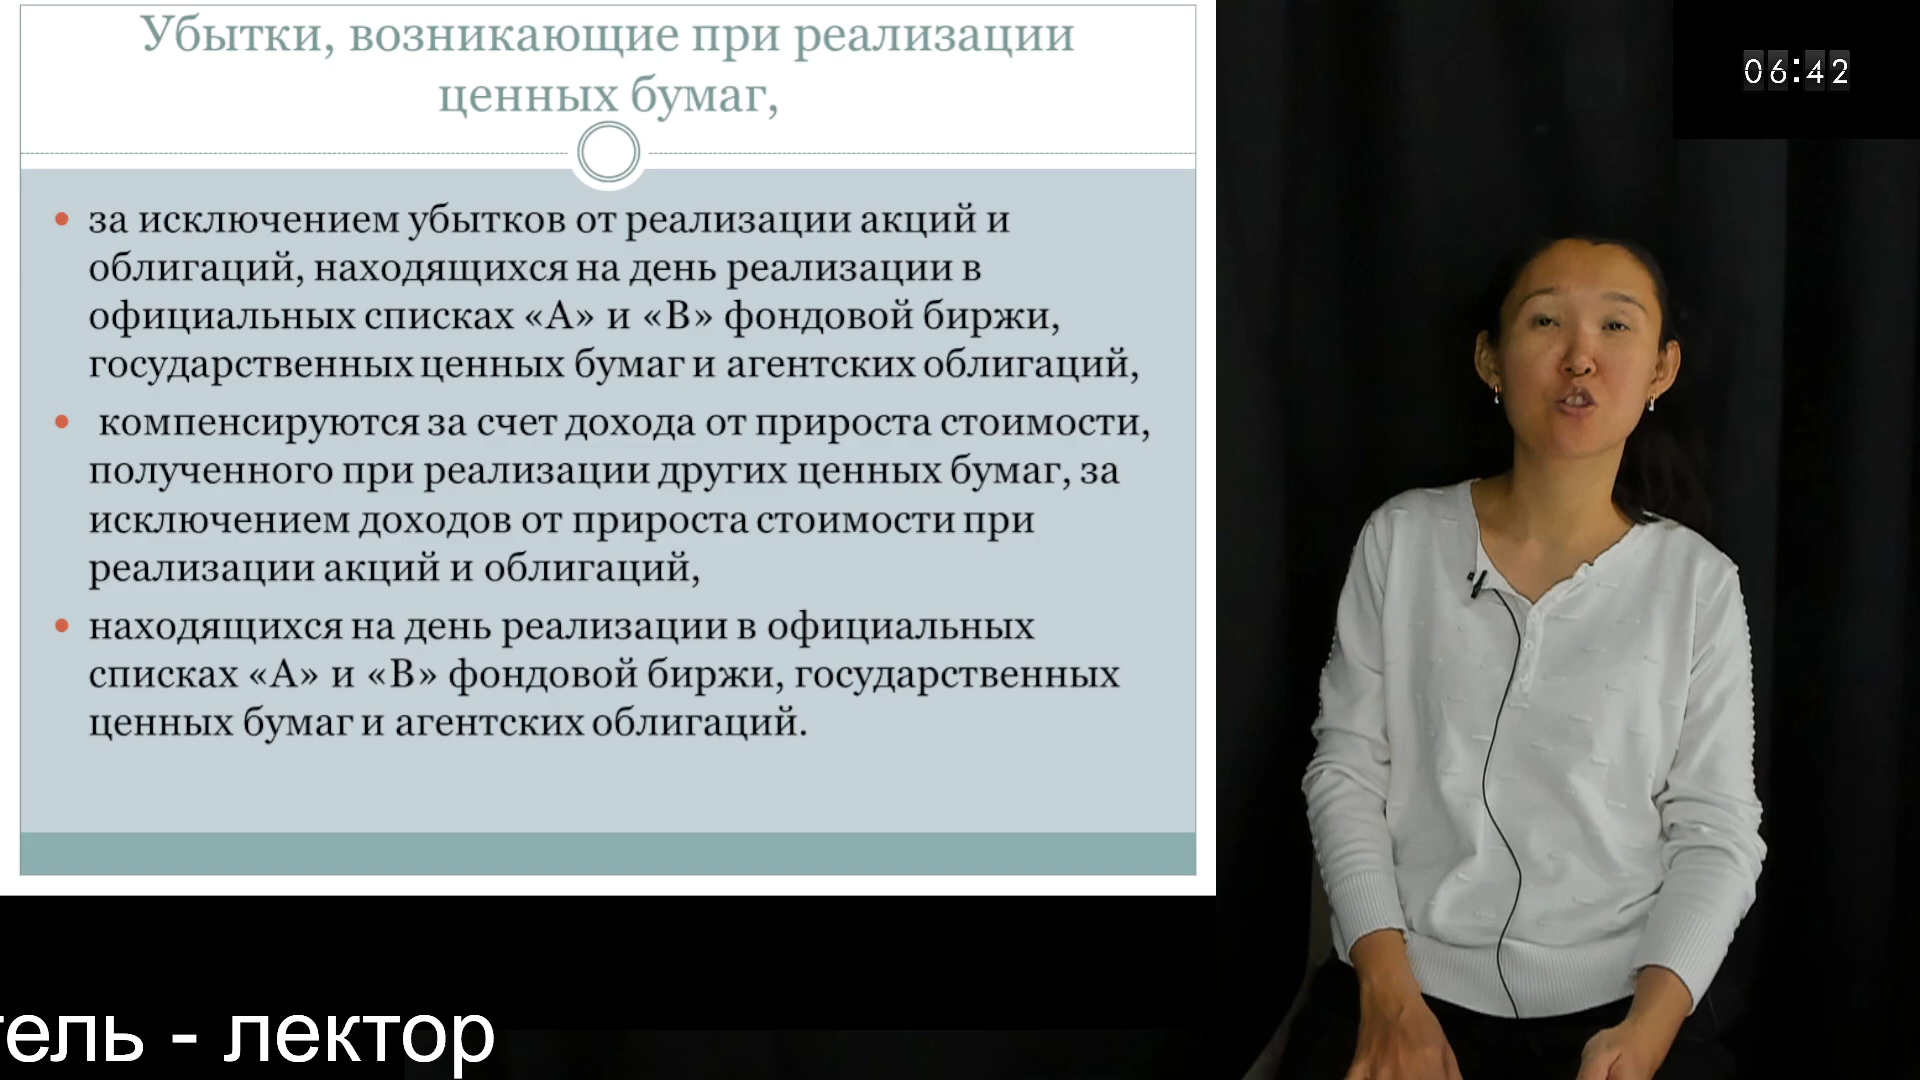 Убытки, возникающие при реализации
ценных бумаг,
06:42
• за исключением убытков от реализации акций и
облигаций, находящихся на день реализации в
официальных списках «А» и «В» фондовой биржи,
государственных ценных бумаг и агентских облигаций,
• компенсируются за счет дохода от прироста стоимости,
полученного при реализации других ценных бумаг, за
исключением доходов от прироста стоимости при
реализации акций и облигаций,
• находящихся на день реализации в официальных
списках «А» и «В» фондовой биржи, государственных
ценных бумаг и агентских облигаций.
тель - лектор